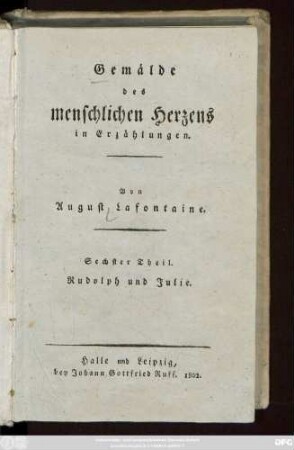 Gemälde
des
menschlichen Herzens
in Erzählungen.
Von
August Lafontaine.
Sechster Theil.
Rudolph und Julie.
Halle und Leipzig,
bey Johann Gottfried Ruff. 1802.